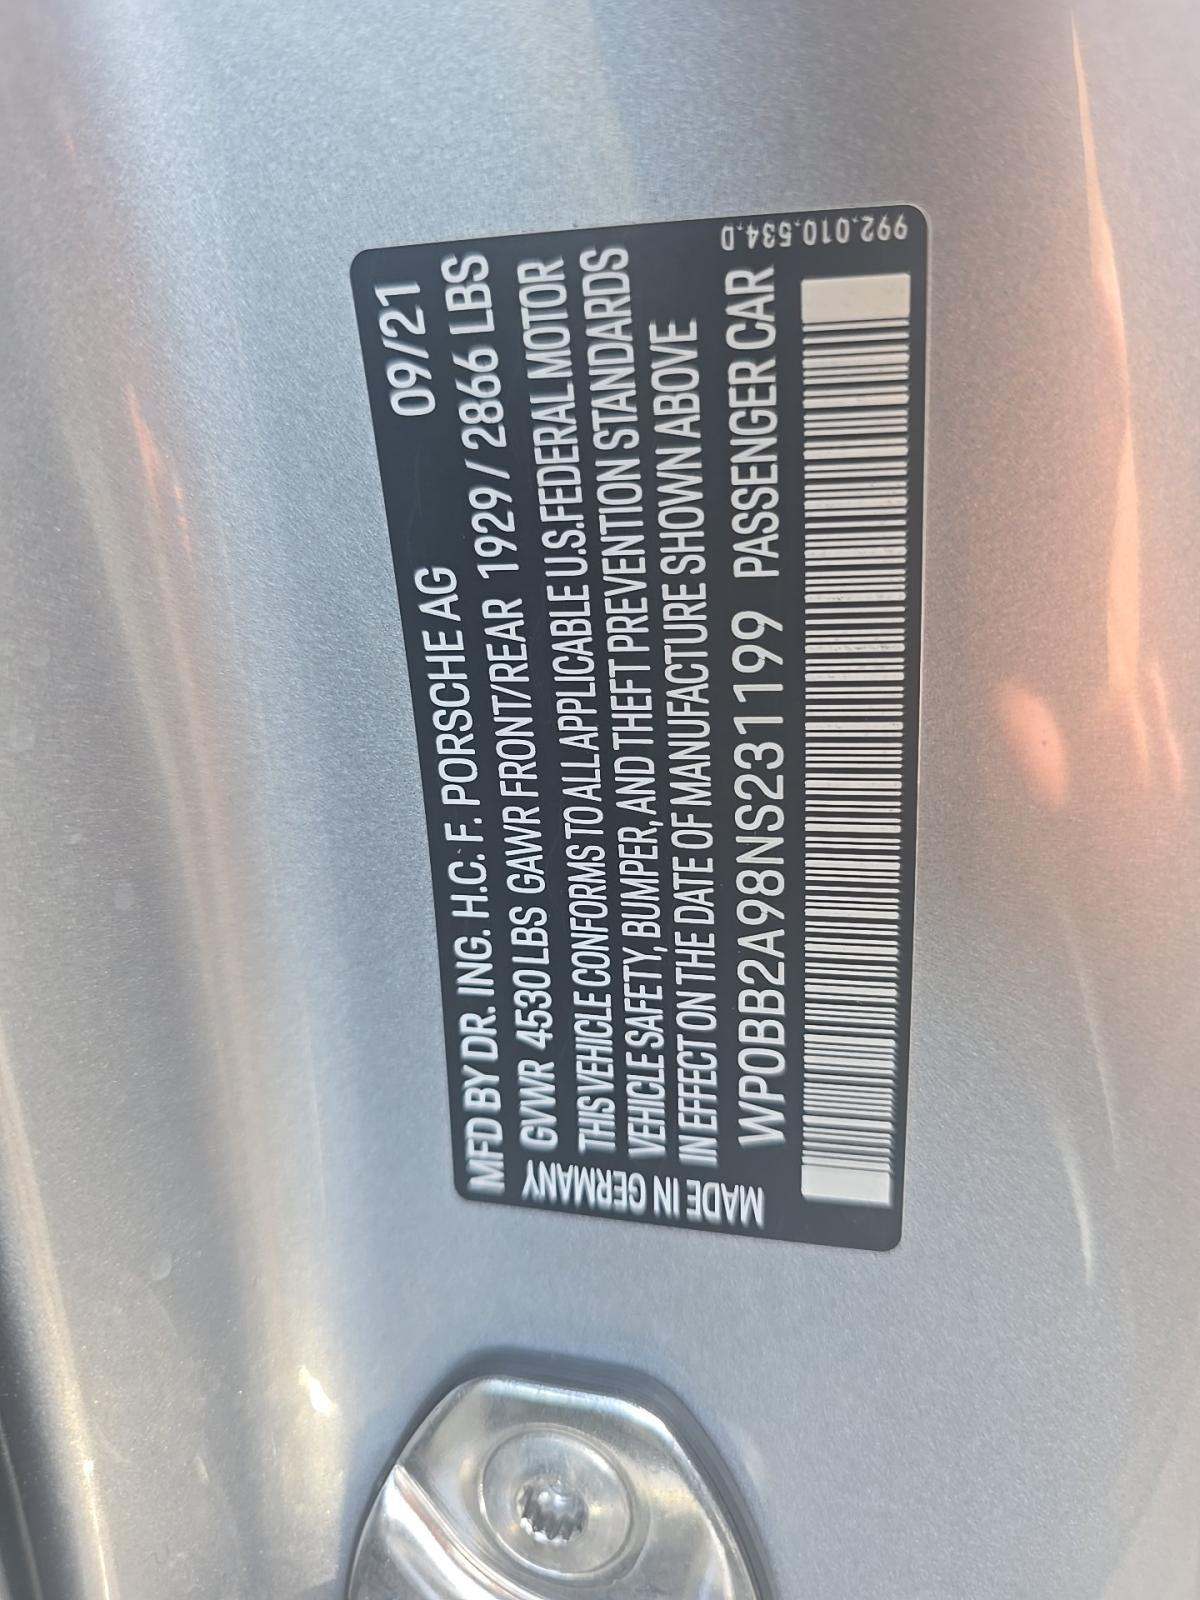 MFD BY DR. ING. H.C. F. PORSCHE AG 09/21
GVWR 4530 LBS GAWR FRONT/REAR 1929 / 2866 LBS
THIS VEHICLE CONFORMS TO ALL APPLICABLE U.S.FEDERAL MOTOR
VEHICLE SAFETY, BUMPER, AND THEFT PREVENTION STANDARDS
IN EFFECT ON THE DATE OF MANUFACTURE SHOWN ABOVE
WP0BB2A98NS231199 PASSENGER CAR
MADE IN GERMANY
992.010.534.D